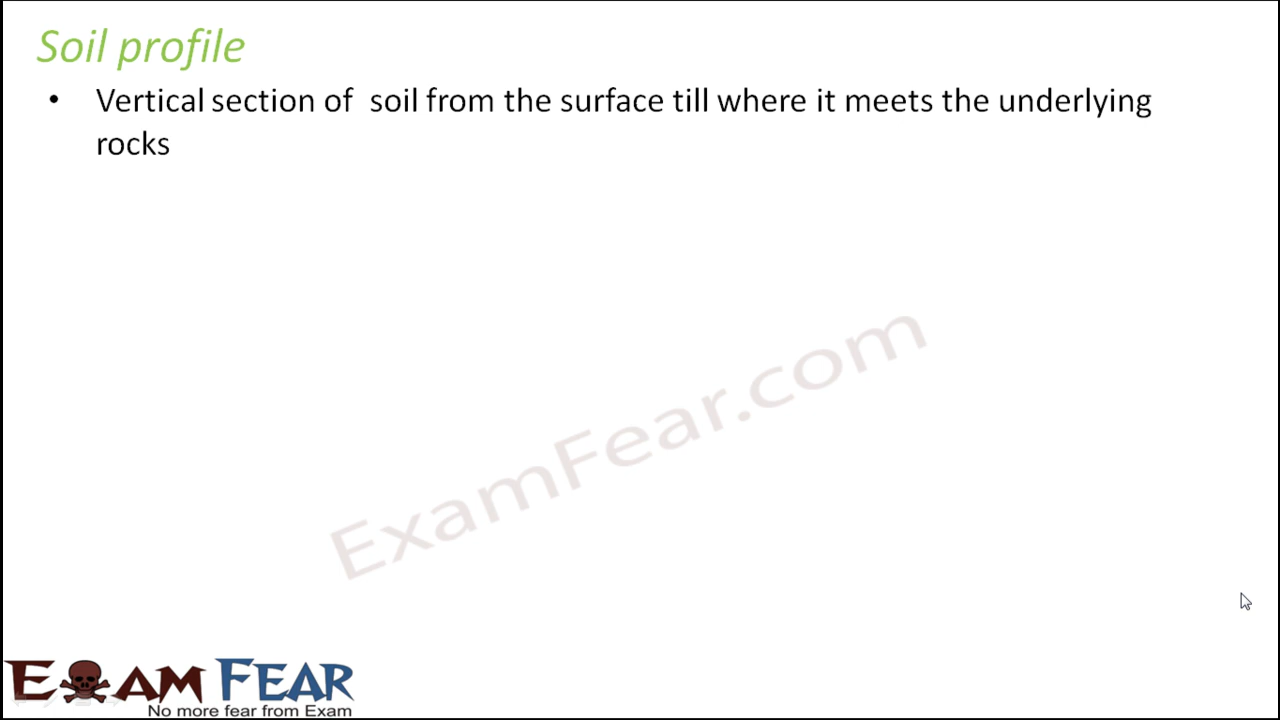 Soil profile
• Vertical section of  soil from the surface till where it meets the underlying
rocks
ExamFear.com
EXAM FEAR
No more fear from Exam